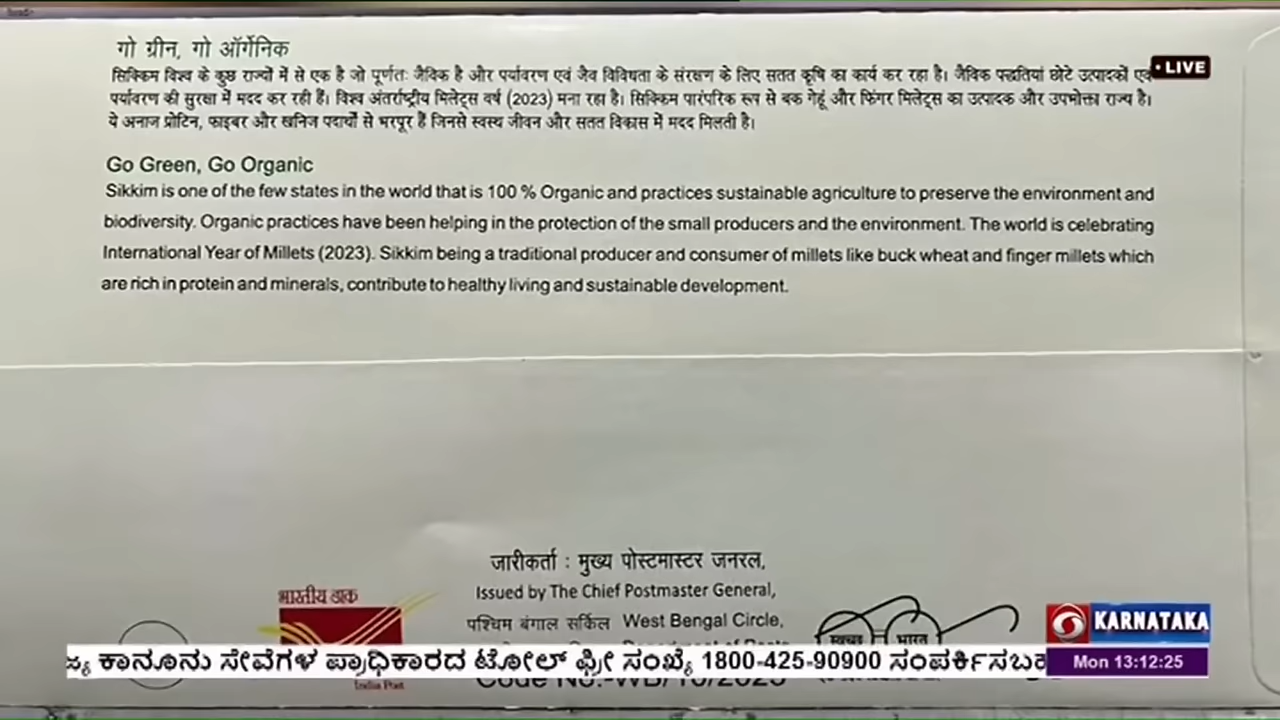 गो ग्रीन, गो ऑर्गेनिक
सिक्किम विश्व के कुछ राज्यों में से एक है जो पूर्णतः जैविक है और पर्यावरण एवं जैव विविधता के संरक्षण के लिए सतत कृषि का कार्य कर रहा है। जैविक पद्धतियां छोटे उत्पादकों एवं
• LIVE
पर्यावरण की सुरक्षा में मदद कर रही हैं। विश्व अंतर्राष्ट्रीय मिलेट्स वर्ष (2023) मना रहा है। सिक्किम पारंपरिक रूप से बक गेहूं और फिंगर मिलेट्स का उत्पादक और उपभोक्ता राज्य है।
ये अनाज प्रोटिन, फाइबर और खनिज पदार्थों से भरपूर हैं जिनसे स्वस्थ जीवन और सतत विकास में मदद मिलती है।
Go Green, Go Organic
Sikkim is one of the few states in the world that is 100 % Organic and practices sustainable agriculture to preserve the environment and
biodiversity. Organic practices have been helping in the protection of the small producers and the environment. The world is celebrating
International Year of Millets (2023). Sikkim being a traditional producer and consumer of millets like buck wheat and finger millets which
are rich in protein and minerals, contribute to healthy living and sustainable development.
जारीकर्ता : मुख्य पोस्टमास्टर जनरल,
Issued by The Chief Postmaster General,
पश्चिम बंगाल सर्किल West Bengal Circle,
भारतीय डाक
India Post
स्वच्छ भारत
KARNATAKA
Mon 13:12:25
ಕಾನೂನು ಸೇವೆಗಳ ಪ್ರಾಧಿಕಾರದ ಟೋಲ್ ಫ್ರೀ ಸಂಖ್ಯೆ 1800-425-90900